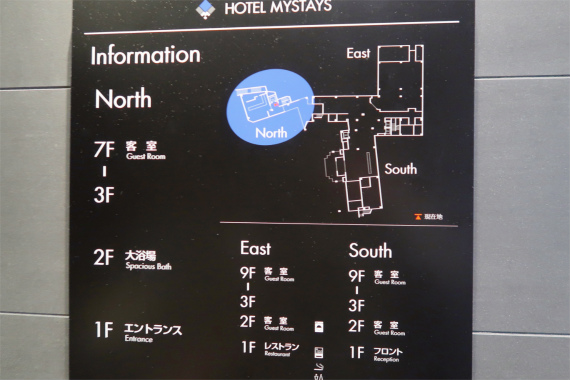 HOTEL MYSTAYS
Information
North
7F 客室
Guest Room
3F
2F 大浴場
Spacious Bath
1F エントランス
Entrance
East
North
South
現在地
East
9F 客室
Guest Room
3F
2F 客室
Guest Room
1F レストラン
Restaurant
South
9F 客室
Guest Room
3F
2F 客室
Guest Room
1F フロント
Reception